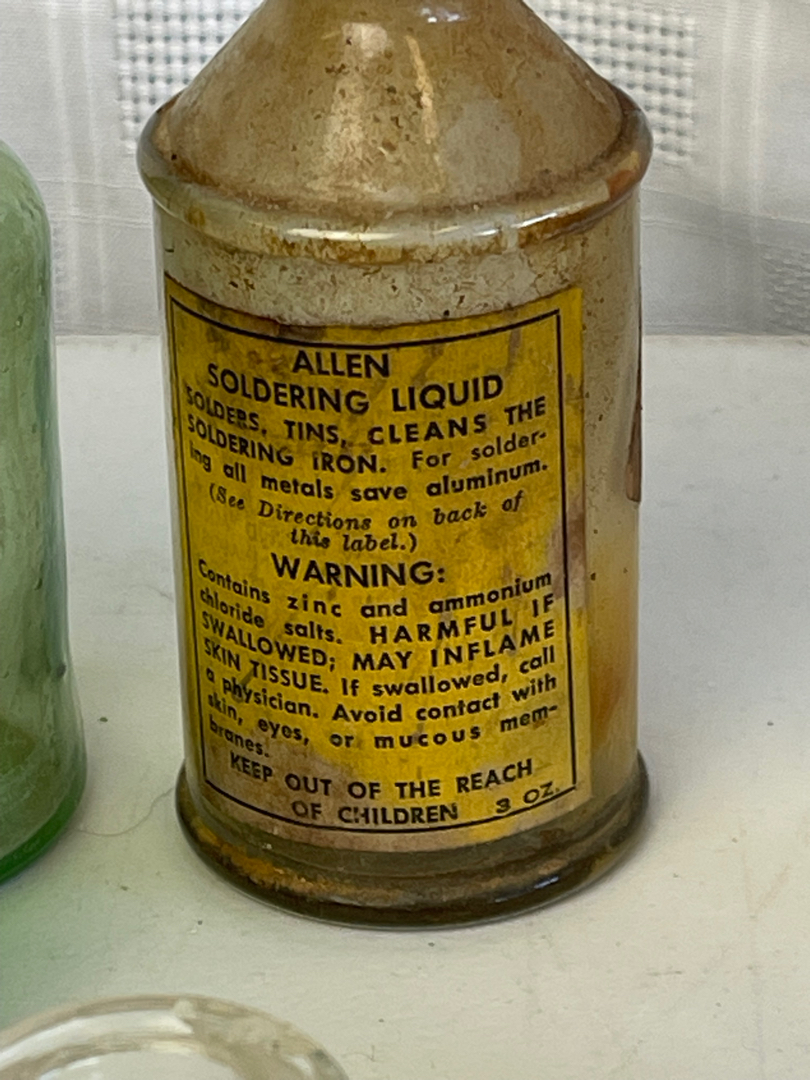 ALLEN
SOLDERING LIQUID
SOLDERS, TINS, CLEANS THE
SOLDERING IRON. For solder-
ing all metals save aluminum.
(See Directions on back of
this label.)
WARNING:
Contains zinc and ammonium
chloride salts. HARMFUL IF
SWALLOWED; MAY INFLAME
SKIN TISSUE. If swallowed, call
a physician. Avoid contact with
skin, eyes, or mucous mem-
branes.
KEEP OUT OF THE REACH
OF CHILDREN 3 OZ.